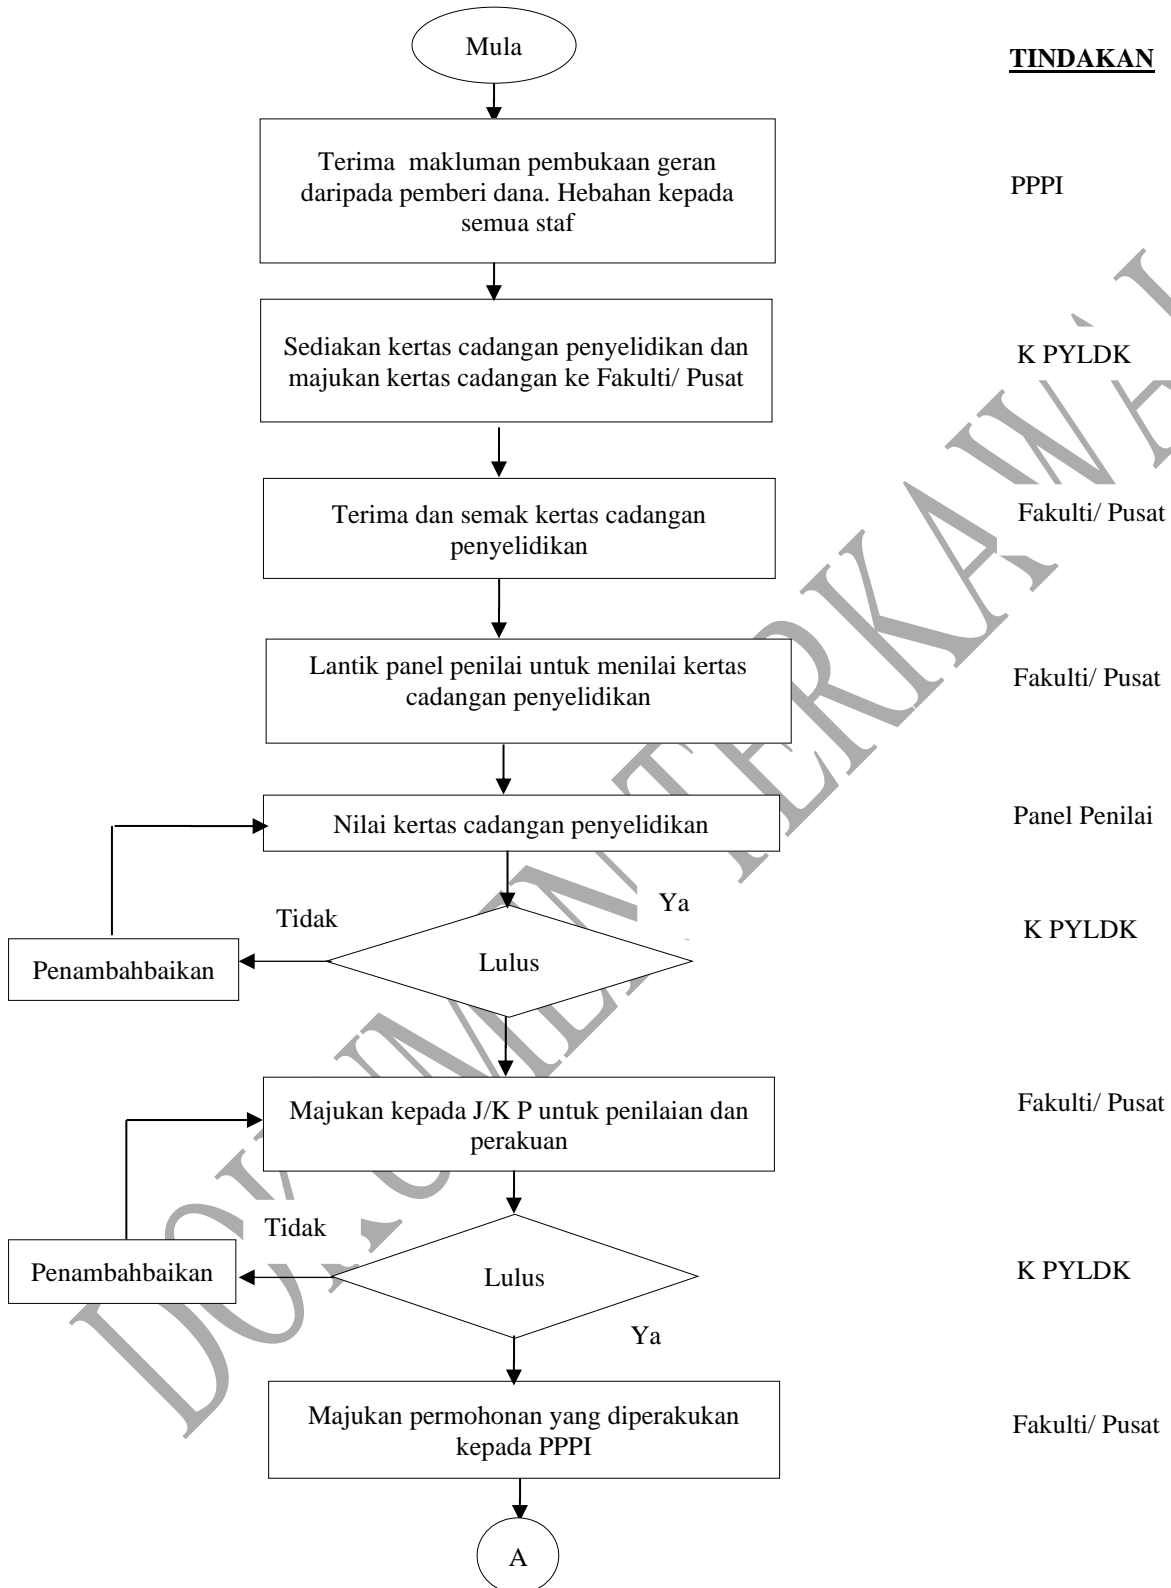 Mula
TINDAKAN
Terima makluman pembukaan geran
daripada pemberi dana. Hebahan kepada
semua staf
PPPI
Sediakan kertas cadangan penyelidikan dan
majukan kertas cadangan ke Fakulti/ Pusat
K PYLDK
Terima dan semak kertas cadangan
penyelidikan
Fakulti/ Pusat
Lantik panel penilai untuk menilai kertas
cadangan penyelidikan
Fakulti/ Pusat
Nilai kertas cadangan penyelidikan
Panel Penilai
Tidak
Ya
Penambahbaikan
Lulus
K PYLDK
Majukan kepada J/K P untuk penilaian dan
perakuan
Fakulti/ Pusat
Tidak
Penambahbaikan
Lulus
K PYLDK
Ya
Majukan permohonan yang diperakukan
kepada PPPI
Fakulti/ Pusat
A
DOKUMEN TERKAWAL